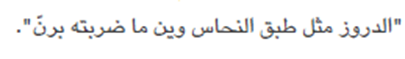 "الدروز مثل طبق النحاس وين ما ضربته برنّ".